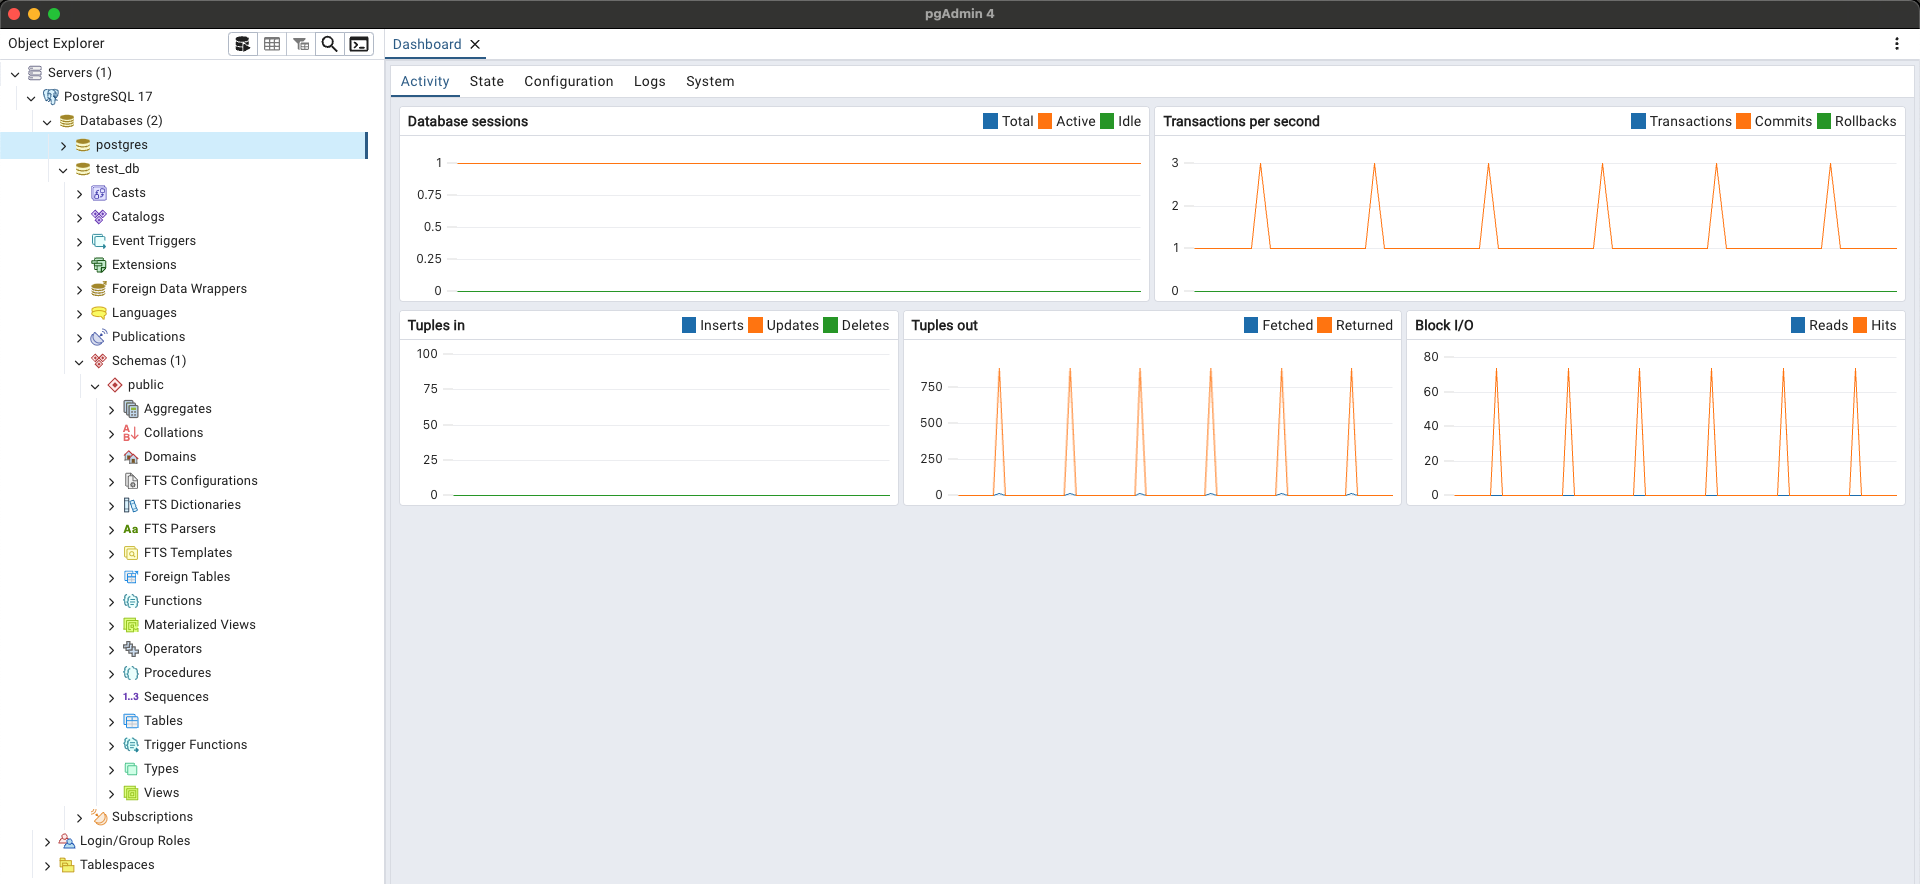 pgAdmin 4
Object Explorer
Servers (1)
PostgreSQL 17
Databases (2)
postgres
test_db
Casts
Catalogs
Event Triggers
Extensions
Foreign Data Wrappers
Languages
Publications
Schemas (1)
public
Aggregates
Collations
Domains
FTS Configurations
FTS Dictionaries
Aa FTS Parsers
FTS Templates
Foreign Tables
Functions
Materialized Views
Operators
Procedures
1..3 Sequences
Tables
Trigger Functions
Types
Views
Subscriptions
Login/Group Roles
Tablespaces
Dashboard
Activity State Configuration Logs System
Database sessions Total Active Idle
1
0.75
0.5
0.25
0
Transactions per second Transactions Commits Rollbacks
3
2
1
0
Tuples in Inserts Updates Deletes
100
75
50
25
0
Tuples out Fetched Returned
750
500
250
0
Block I/O Reads Hits
80
60
40
20
0